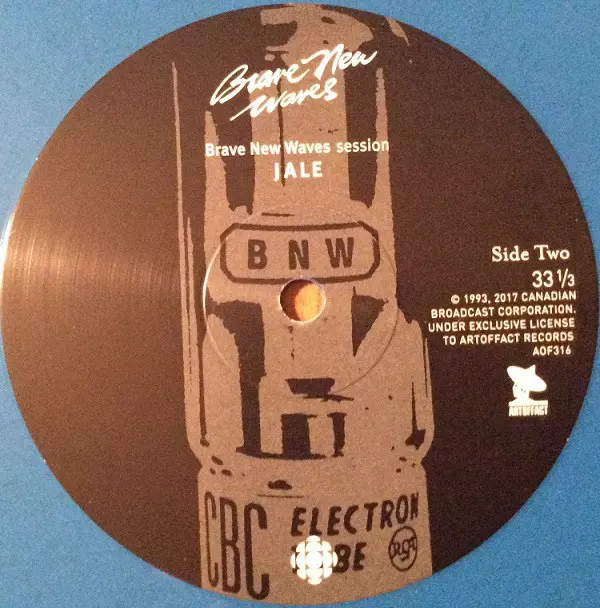 Brave New
Waves
Brave New Waves session
JALE
BNW
Side Two
33 1/3
© 1993, 2017 CANADIAN
BROADCAST CORPORATION.
UNDER EXCLUSIVE LICENSE
TO ARTOFFACT RECORDS
AOF316
ARTOFFACT
CBC
ELECTRON
RCA